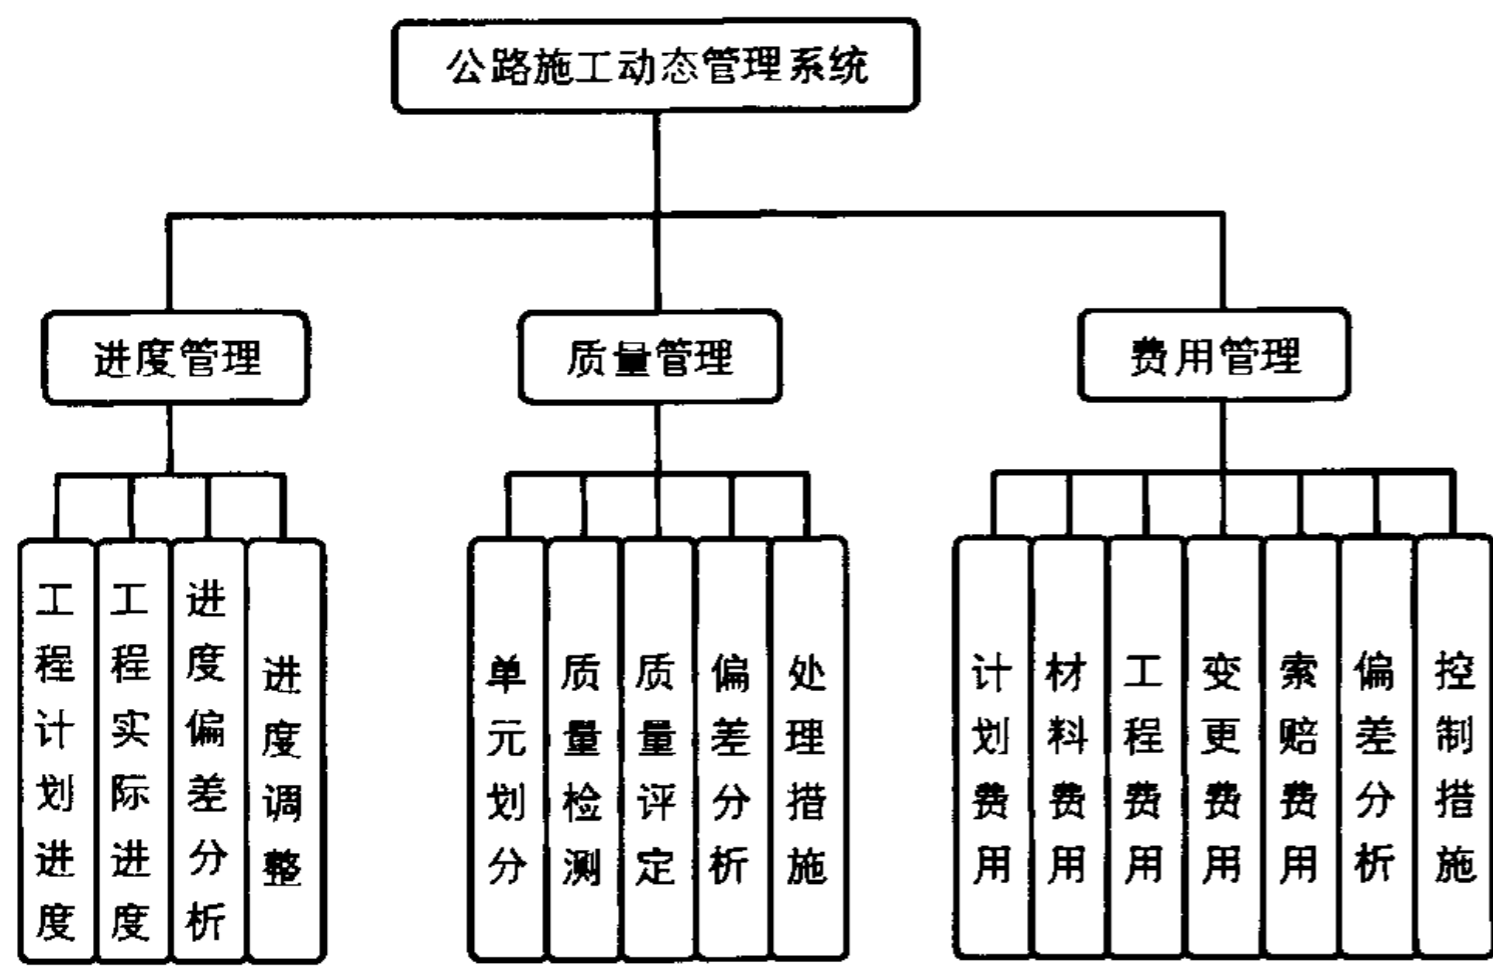 公路施工动态管理系统
进度管理
质量管理
费用管理
工程计划进度
工程实际进度
进度偏差分析
进度调整
单元划分
质量检测
质量评定
偏差分析
处理措施
计划费用
材料费用
工程费用
变更费用
索赔费用
偏差分析
控制措施